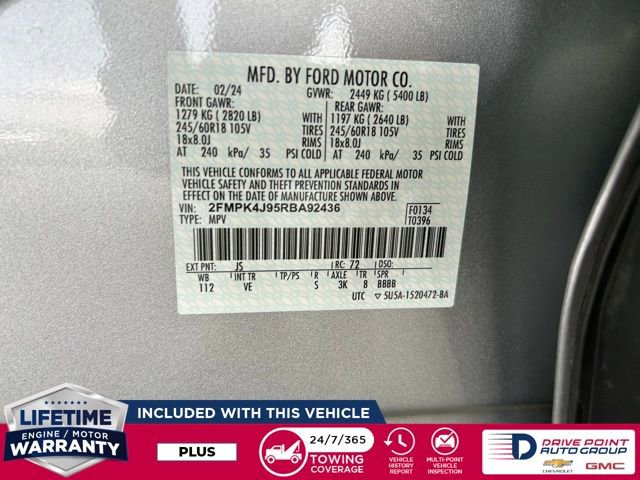 MFD. BY FORD MOTOR CO.
DATE: 02/24 GVWR: 2449 KG ( 5400 LB)
FRONT GAWR: REAR GAWR:
1279 KG ( 2820 LB) WITH 1197 KG ( 2640 LB) WITH
245/60R18 105V TIRES 245/60R18 105V TIRES
18x8.0J RIMS 18x8.0J RIMS
AT 240 kPa/ 35 PSI COLD AT 240 kPa/ 35 PSI COLD
THIS VEHICLE CONFORMS TO ALL APPLICABLE FEDERAL MOTOR
VEHICLE SAFETY AND THEFT PREVENTION STANDARDS IN
EFFECT ON THE DATE OF MANUFACTURE SHOWN ABOVE.
VIN: 2FMPK4J95RBA92436 F0134
TYPE: MPV T0396
EXT PNT: JS RC: 72
WB INT TR TP/PS R AXLE TR SPR
112 VE S 3K 8 BBBB
UTC ▽ 5U5A-1520472-BA
LIFETIME
ENGINE / MOTOR
WARRANTY
INCLUDED WITH THIS VEHICLE
PLUS
24/7/365
TOWING
COVERAGE
VEHICLE
HISTORY
REPORT
MULTI-POINT
VEHICLE
INSPECTION
DRIVE POINT
AUTO GROUP
CHEVROLET GMC